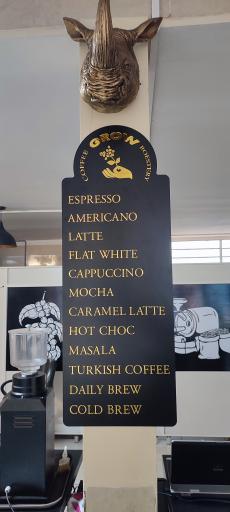 GRO'N
COFFEE ROESTERY
ESPRESSO
AMERICANO
LATTE
FLAT WHITE
CAPPUCCINO
MOCHA
CARAMEL LATTE
HOT CHOC
MASALA
TURKISH COFFEE
DAILY BREW
COLD BREW